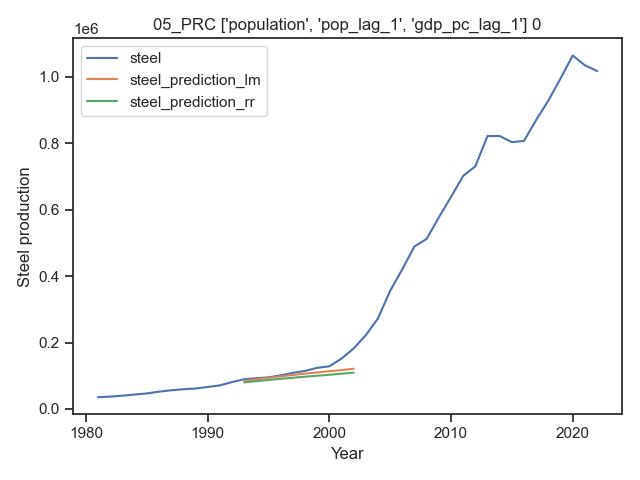 05_PRC ['population', 'pop_lag_1', 'gdp_pc_lag_1'] 0
1e6
steel
steel_prediction_lm
steel_prediction_rr
1.0
0.8
0.6
0.4
0.2
0.0
Steel production
1980 1990 2000 2010 2020
Year